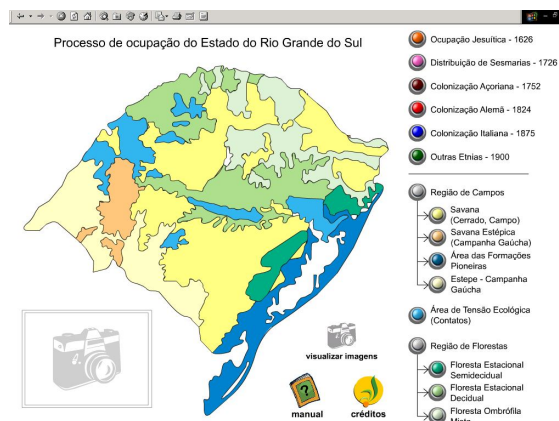 Processo de ocupação do Estado do Rio Grande do Sul
Ocupação Jesuítica - 1626
Distribuição de Sesmarias - 1726
Colonização Açoriana - 1752
Colonização Alemã - 1824
Colonização Italiana - 1875
Outras Etnias - 1900
Região de Campos
Savana
(Cerrado, Campo)
Savana Estépica
(Campanha Gaúcha)
Área das Formações
Pioneiras
Estepe - Campanha
Gaúcha
Área de Tensão Ecológica
(Contatos)
Região de Florestas
Floresta Estacional
Semidecidual
Floresta Estacional
Decidual
Floresta Ombrófila
visualizar imagens
?
manual
créditos